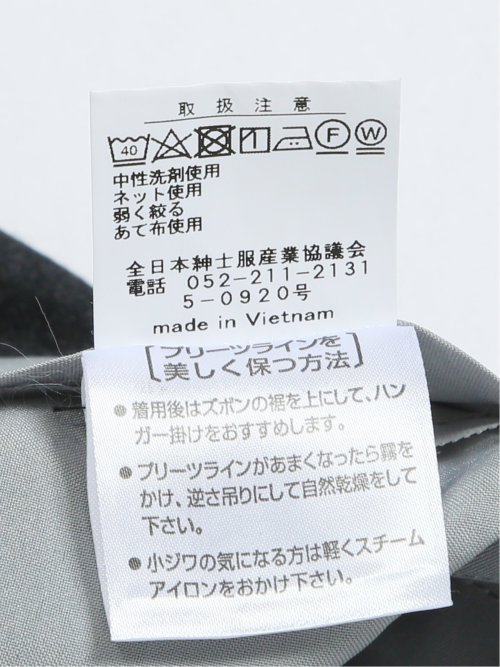 取扱注意
40 F W
中性洗剤使用
ネット使用
弱く絞る
あて布使用
全日本紳士服産業協議会
電話 052-211-2131
5-0920号
made in Vietnam
[プリーツラインを
美しく保つ方法]
●着用後はズボンの裾を上にして、ハン
ガー掛けをおすすめします。
●プリーツラインがあまくなったら霧を
かけ、逆さ吊りにして自然乾燥をして
下さい。
●小ジワの気になる方は軽くスチーム
アイロンをおかけ下さい。